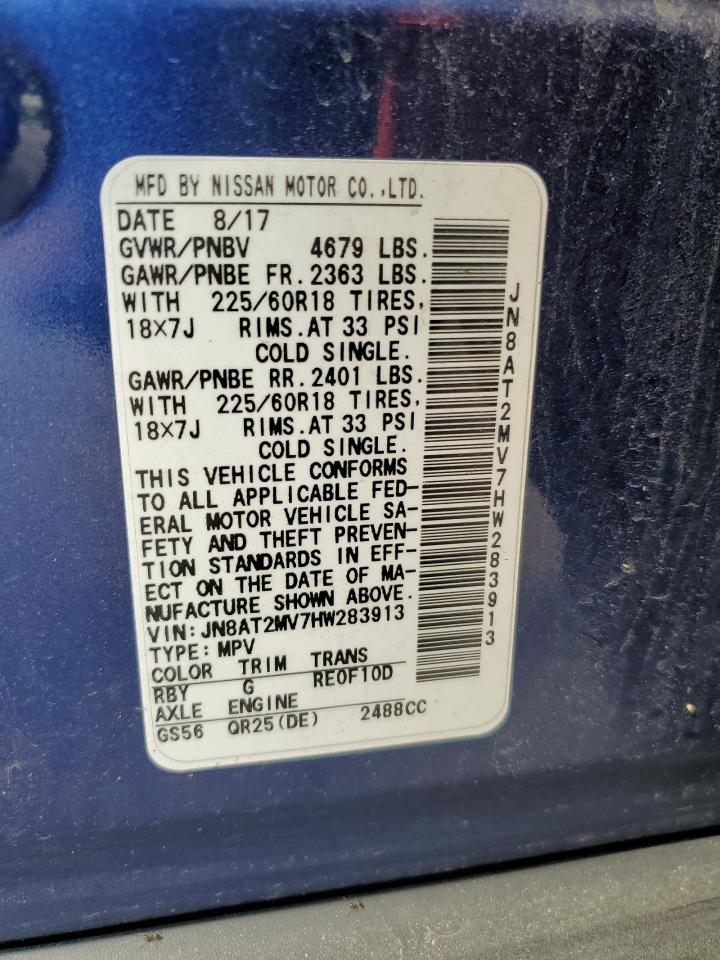 MFD BY NISSAN MOTOR CO.,LTD.
DATE 8/17
GVWR/PNBV 4679 LBS.
GAWR/PNBE FR. 2363 LBS.
WITH 225/60R18 TIRES,
18×7J RIMS.AT 33 PSI
COLD SINGLE.
GAWR/PNBE RR. 2401 LBS.
WITH 225/60R18 TIRES,
18×7J RIMS.AT 33 PSI
COLD SINGLE.
THIS VEHICLE CONFORMS
TO ALL APPLICABLE FED-
ERAL MOTOR VEHICLE SA-
FETY AND THEFT PREVEN-
TION STANDARDS IN EFF-
ECT ON THE DATE OF MA-
NUFACTURE SHOWN ABOVE.
VIN:JN8AT2MV7HW283913
TYPE:MPV
COLOR TRIM TRANS
RBY G RE0F10D
AXLE ENGINE
GS56 QR25(DE) 2488CC
JN8AT2MV7HW283913